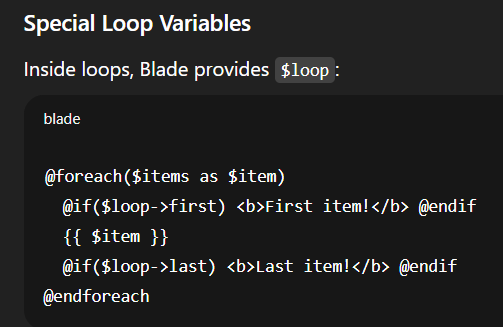 Special Loop Variables
Inside loops, Blade provides $loop:
blade
@foreach($items as $item)
@if($loop->first) <b>First item!</b> @endif
{{ $item }}
@if($loop->last) <b>Last item!</b> @endif
@endforeach